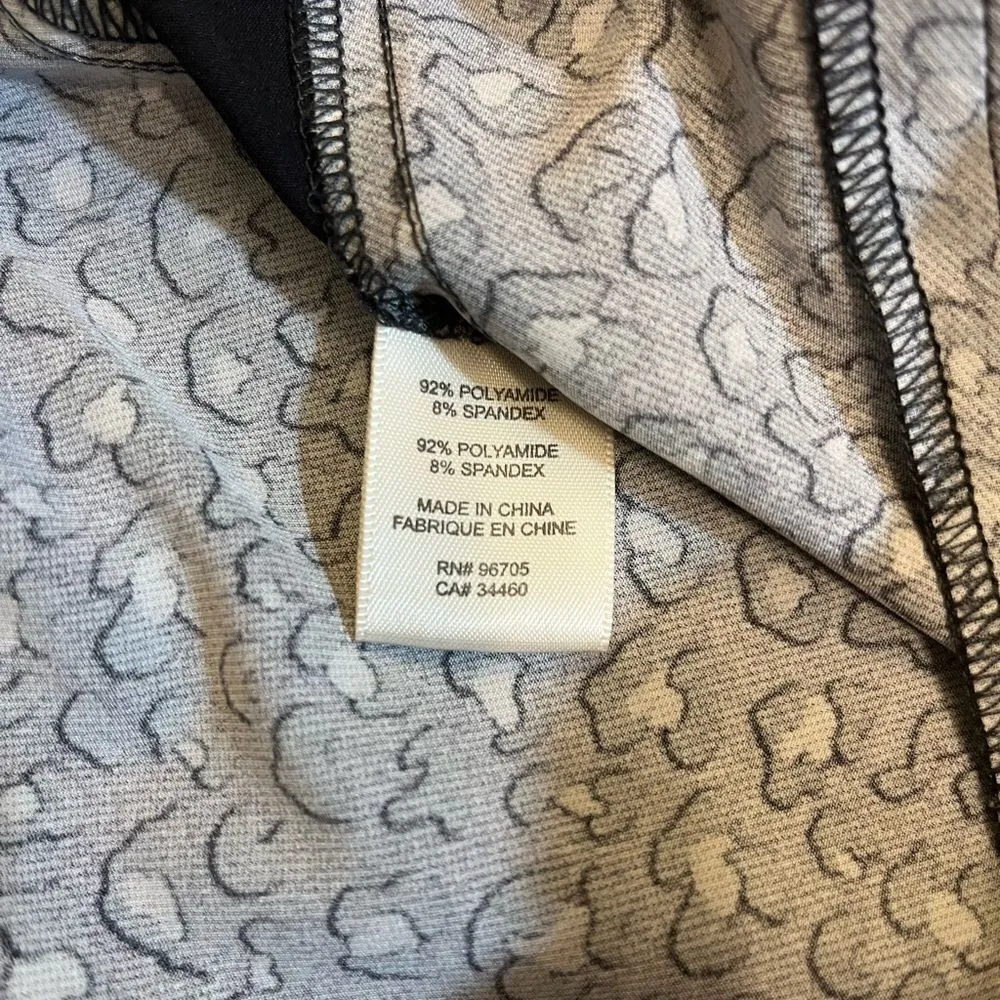 92% POLYAMIDE
8% SPANDEX
92% POLYAMIDE
8% SPANDEX
MADE IN CHINA
FABRIQUE EN CHINE
RN# 96705
CA# 34460